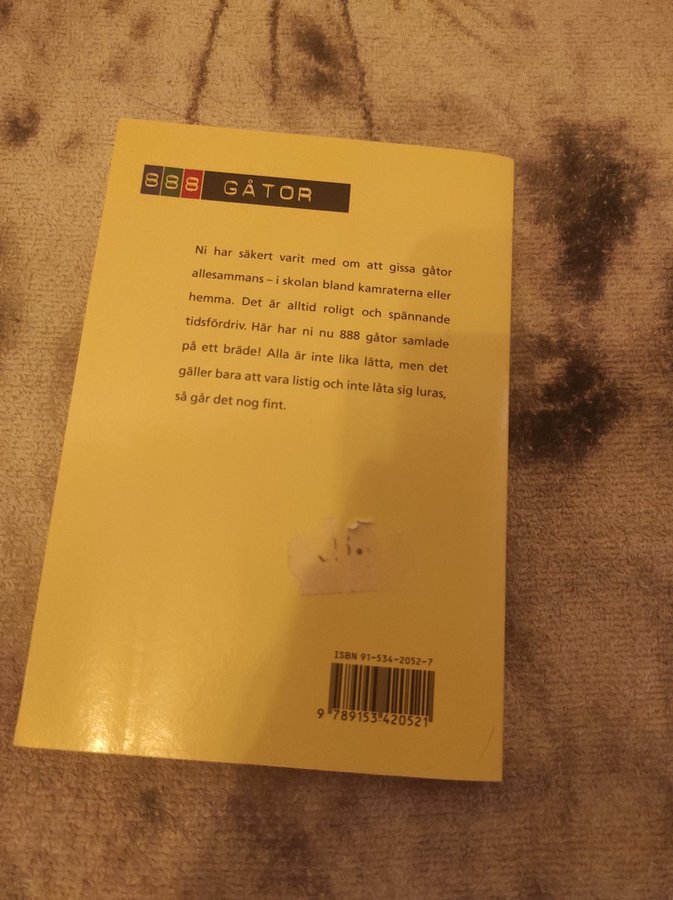 888 GÅTOR
Ni har säkert varit med om att gissa gåtor
allesammans – i skolan bland kamraterna eller
hemma. Det är alltid roligt och spännande
tidsfördriv. Här har ni nu 888 gåtor samlade
på ett bräde! Alla är inte lika lätta, men det
gäller bara att vara listig och inte låta sig luras,
så går det nog fint.
ISBN 91-534-2052-7
9 789153 420521